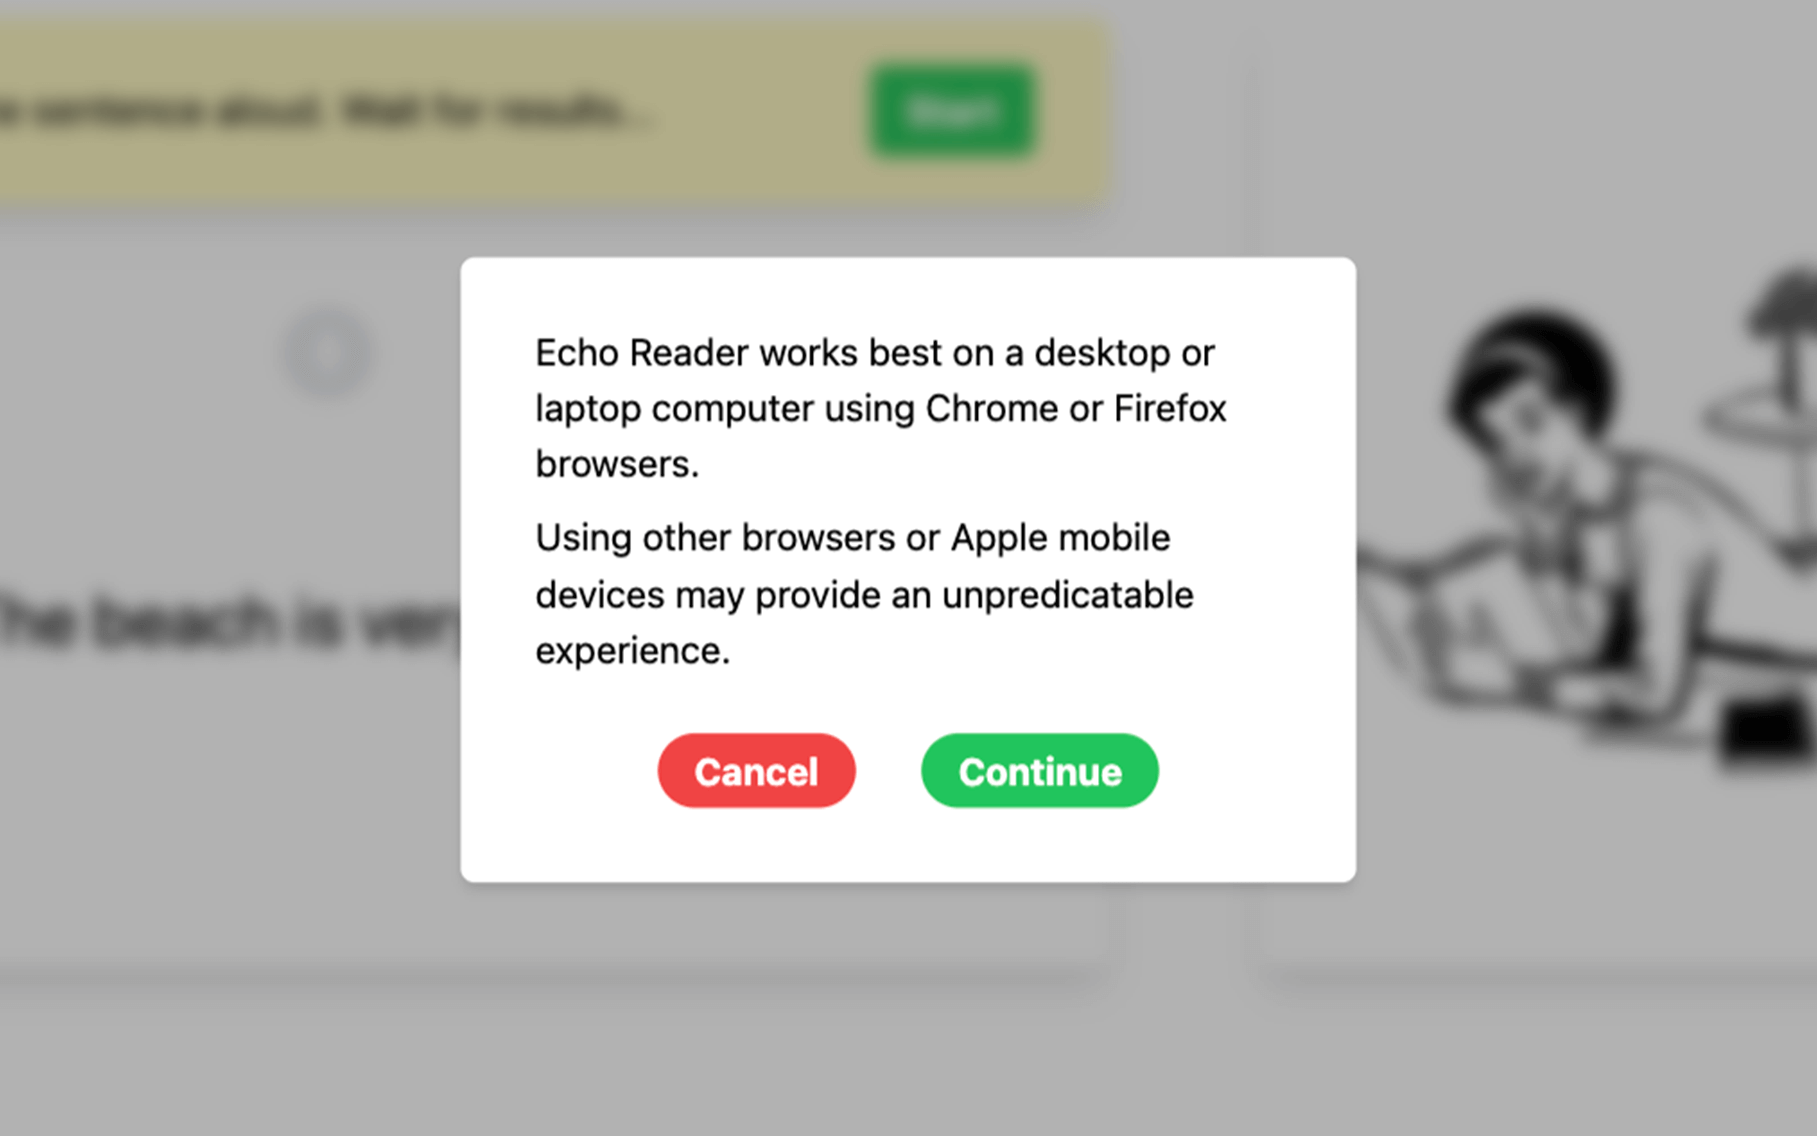 sentence aloud. Wait for results...
Start
Echo Reader works best on a desktop or
laptop computer using Chrome or Firefox
browsers.
The beach is very
Using other browsers or Apple mobile
devices may provide an unpredicatable
experience.
Cancel
Continue